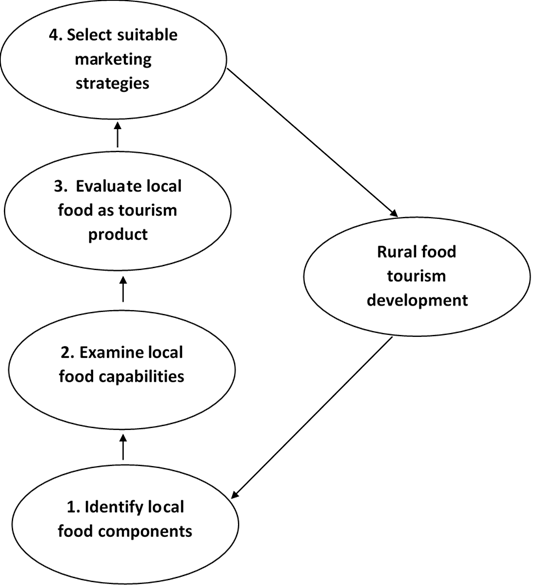 4. Select suitable
marketing
strategies
3. Evaluate local
food as tourism
product
Rural food
tourism
development
2. Examine local
food capabilities
1. Identify local
food components